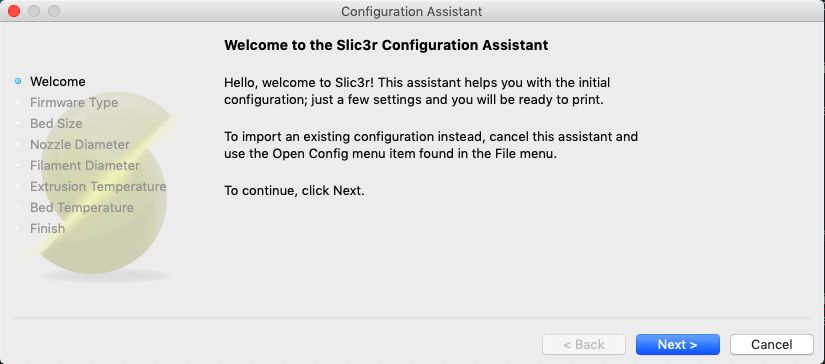 Configuration Assistant
Welcome to the Slic3r Configuration Assistant
Welcome
Firmware Type
Bed Size
Nozzle Diameter
Filament Diameter
Extrusion Temperature
Bed Temperature
Finish
Hello, welcome to Slic3r! This assistant helps you with the initial
configuration; just a few settings and you will be ready to print.
To import an existing configuration instead, cancel this assistant and
use the Open Config menu item found in the File menu.
To continue, click Next.
< Back
Next >
Cancel